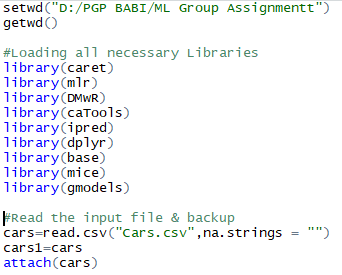 setwd("D:/PGP BABI/ML Group Assignmentt")
getwd()
#Loading all necessary Libraries
library(caret)
library(mlr)
library(DMwR)
library(caTools)
library(ipred)
library(dplyr)
library(base)
library(mice)
library(gmodels)
#Read the input file & backup
cars=read.csv("Cars.csv",na.strings = "")
cars1=cars
attach(cars)